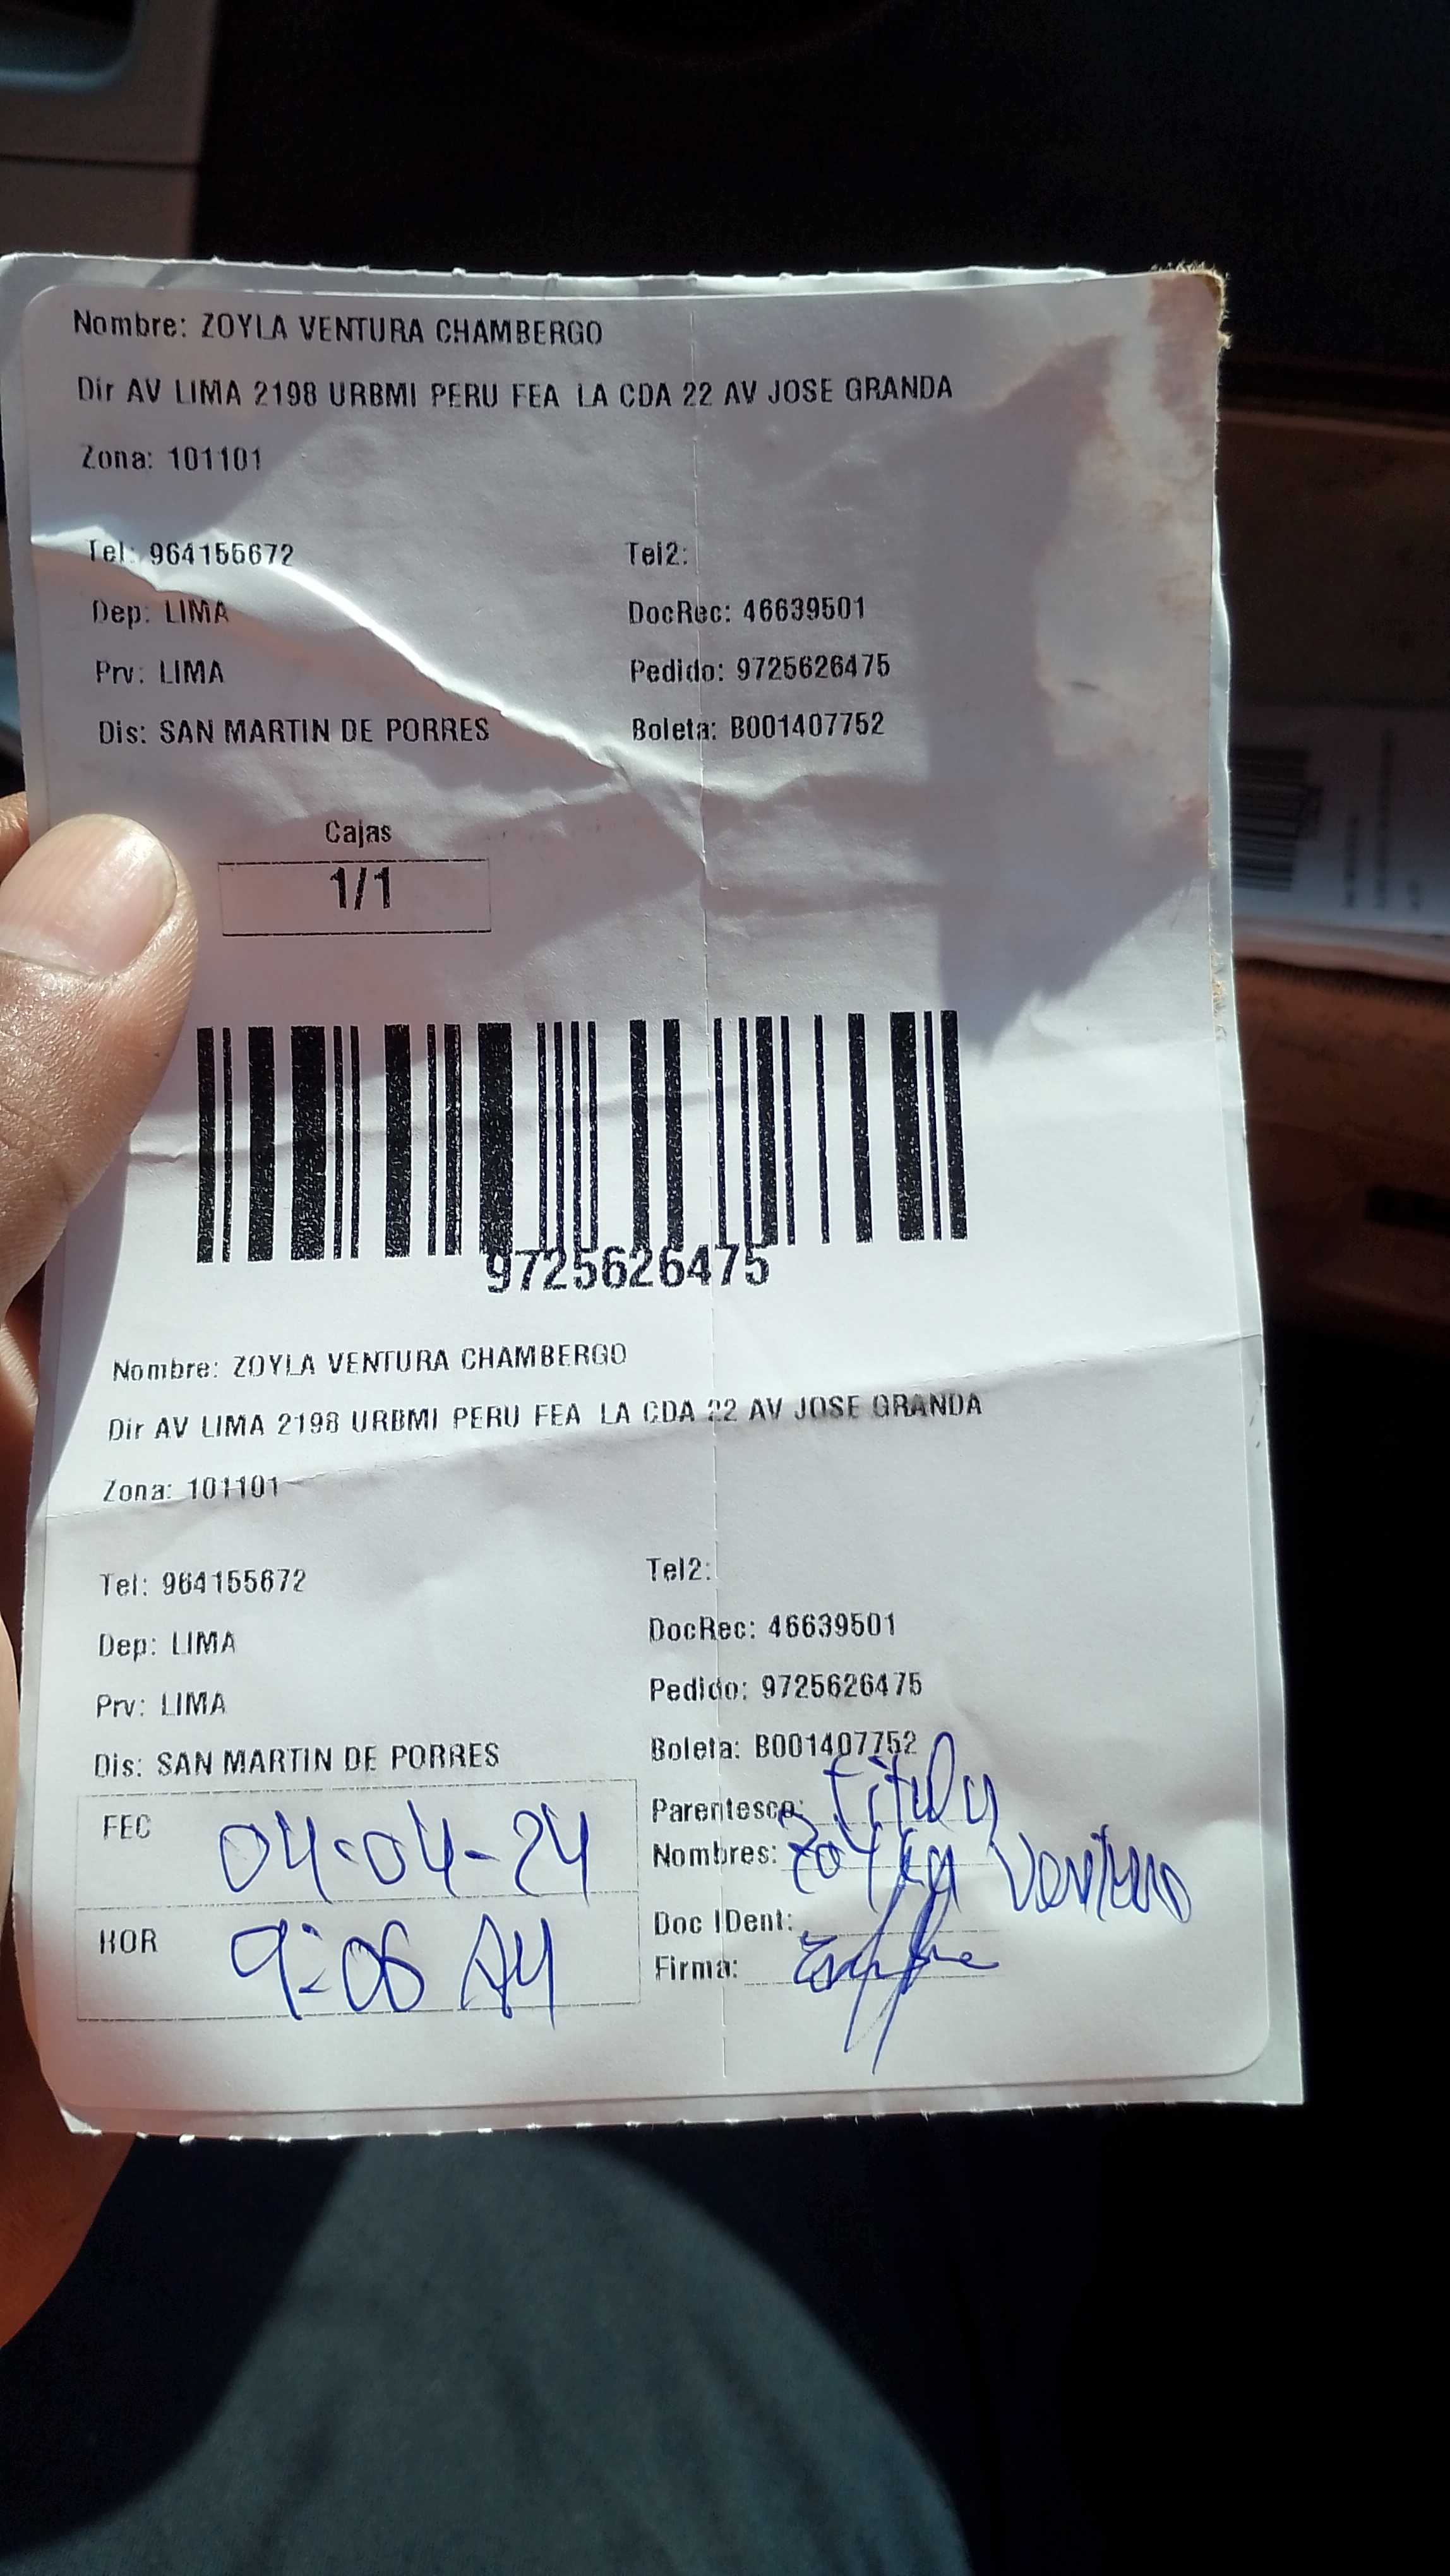 Nombre: ZOYLA VENTURA CHAMBERGO
Dir AV LIMA 2198 URBMI PERU FEA LA CDA 22 AV JOSE GRANDA
Zona: 101101
Tel: 964155672 Tel2:
Dep: LIMA DocRec: 46639501
Prv: LIMA Pedido: 9725626475
Dis: SAN MARTIN DE PORRES Boleta: B001407752
Cajas
1/1
9725626475
Nombre: ZOYLA VENTURA CHAMBERGO
Dir AV LIMA 2198 URBMI PERU FEA LA CDA 22 AV JOSE GRANDA
Zona: 101101
Tel: 964155672 Tel2:
Dep: LIMA DocRec: 46639501
Prv: LIMA Pedido: 9725626475
Dis: SAN MARTIN DE PORRES Boleta: B001407752
FEC 04-04-24 Parentesco:
Nombres: Ventura
HOR 9:06 AM Doc IDent:
Firma: